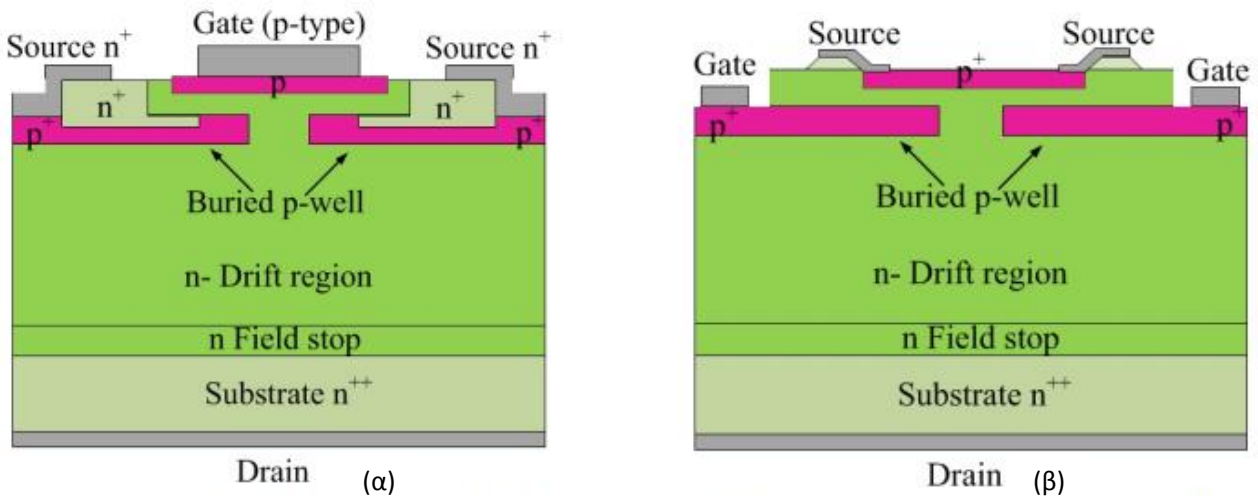 Gate (p-type)
Source n+
Source n+
p
n+
n+
p+
p+
Buried p-well
n- Drift region
n Field stop
Substrate n++
Drain
(α)
Source
Source
Gate
Gate
p+
p+
p+
Buried p-well
n- Drift region
n Field stop
Substrate n++
Drain
(β)